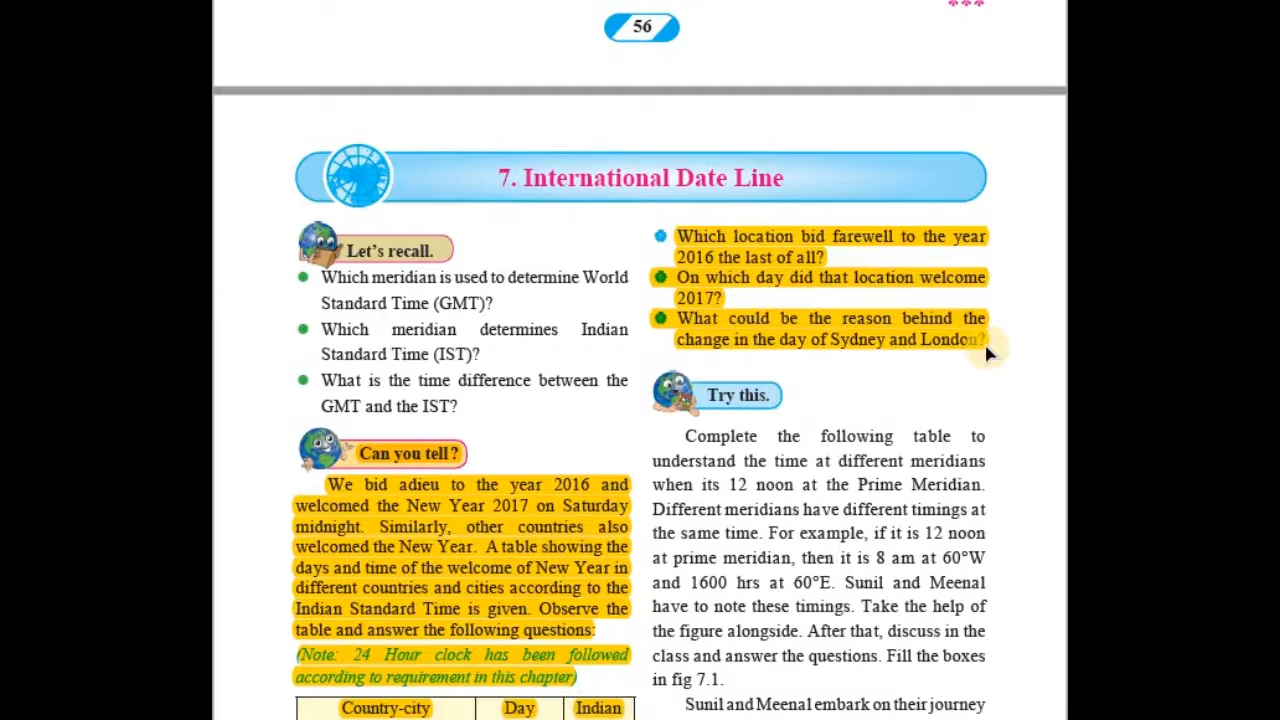 ***
56
7. International Date Line
Let's recall.
Which meridian is used to determine World
Standard Time (GMT)?
Which meridian determines Indian
Standard Time (IST)?
What is the time difference between the
GMT and the IST?
Can you tell?
We bid adieu to the year 2016 and
welcomed the New Year 2017 on Saturday
midnight. Similarly, other countries also
welcomed the New Year. A table showing the
days and time of the welcome of New Year in
different countries and cities according to the
Indian Standard Time is given. Observe the
table and answer the following questions:
(Note: 24 Hour clock has been followed
according to requirement in this chapter)
Country-city Day Indian
Which location bid farewell to the year
2016 the last of all?
On which day did that location welcome
2017?
What could be the reason behind the
change in the day of Sydney and London?
Try this.
Complete the following table to
understand the time at different meridians
when its 12 noon at the Prime Meridian.
Different meridians have different timings at
the same time. For example, if it is 12 noon
at prime meridian, then it is 8 am at 60°W
and 1600 hrs at 60°E. Sunil and Meenal
have to note these timings. Take the help of
the figure alongside. After that, discuss in the
class and answer the questions. Fill the boxes
in fig 7.1.
Sunil and Meenal embark on their journey